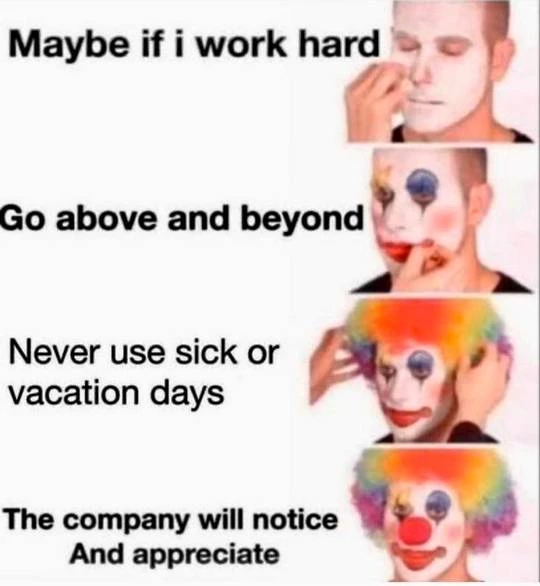 Maybe if i work hard
Go above and beyond
Never use sick or
vacation days
The company will notice
And appreciate